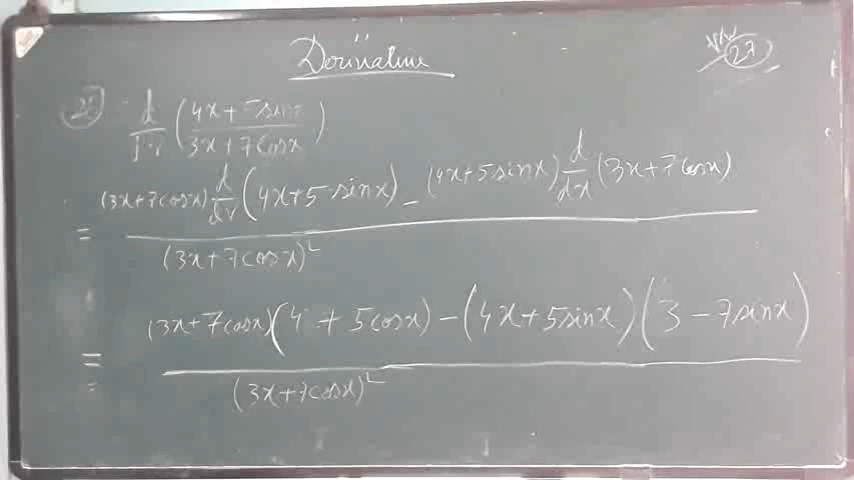 Derivative
27
d/dx (4x + 5sinx / 3x + 7cosx)
= (3x+7cosx) d/dx (4x+5sinx) - (4x+5sinx) d/dx (3x+7cosx) / (3x+7cosx)²
= (3x+7cosx)(4 + 5cosx) - (4x+5sinx)(3 - 7sinx) / (3x+7cosx)²
=